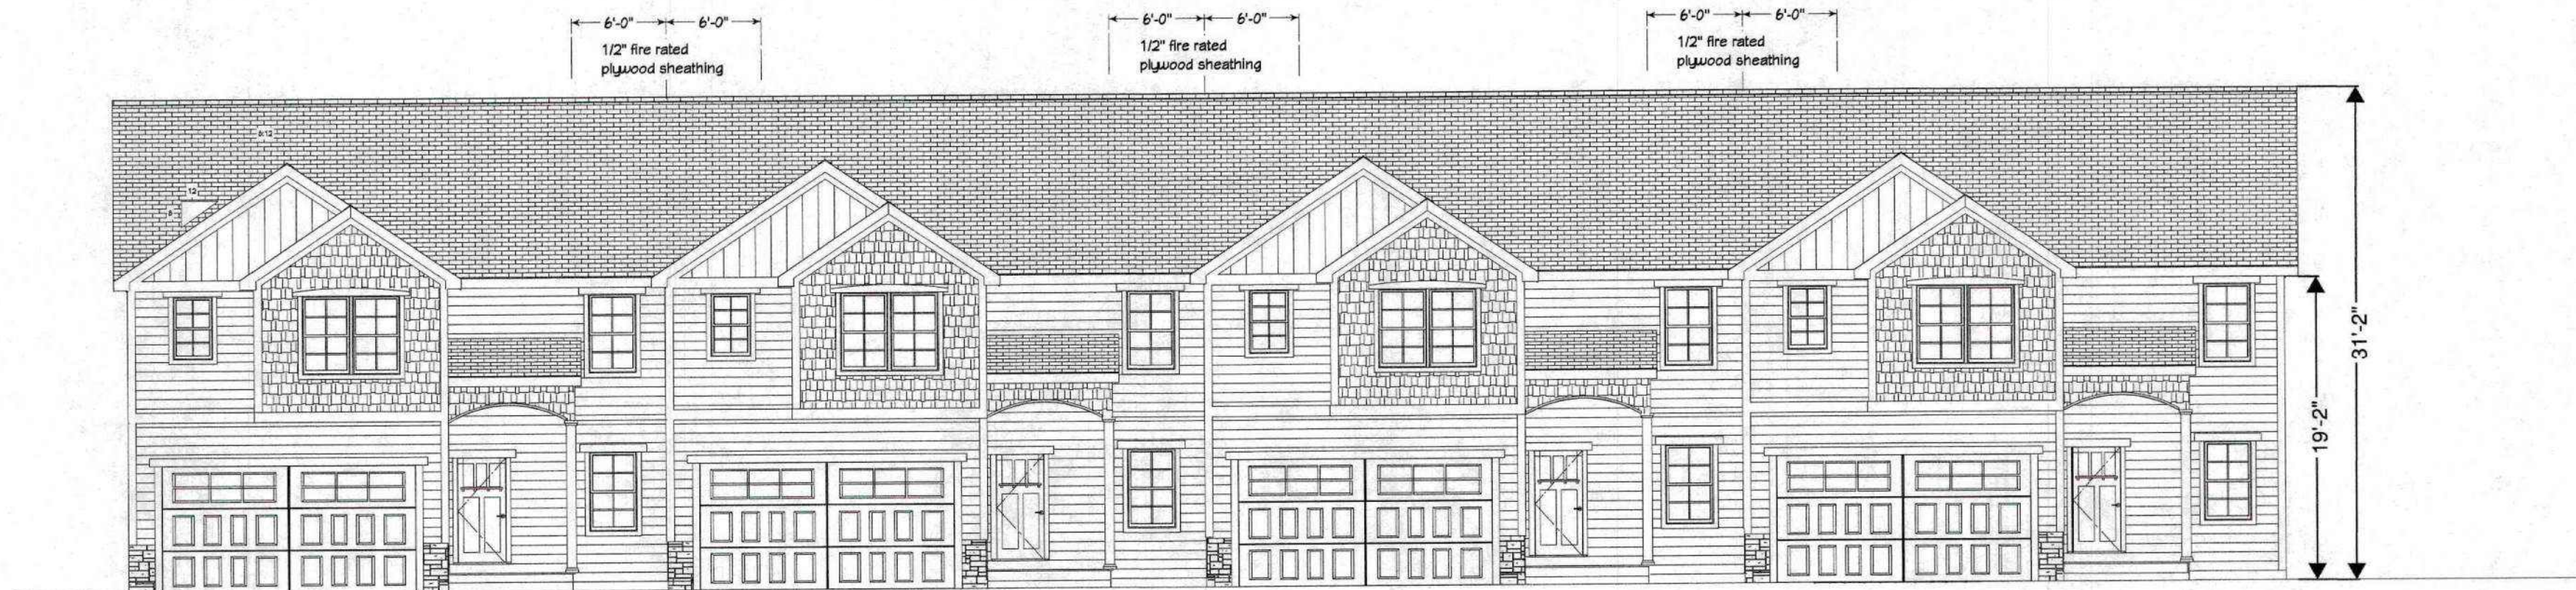 6'-0" 6'-0"
1/2" fire rated
plywood sheathing
6'-0" 6'-0"
1/2" fire rated
plywood sheathing
6'-0" 6'-0"
1/2" fire rated
plywood sheathing
8:12
12
8
31'-2"
19'-2"